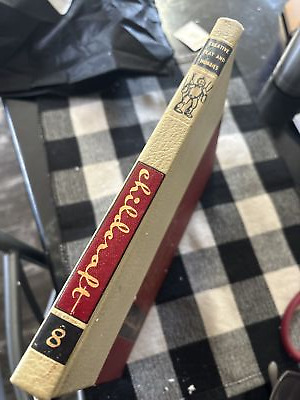 CREATIVE
PLAY AND
HOBBIES
childcraft
8